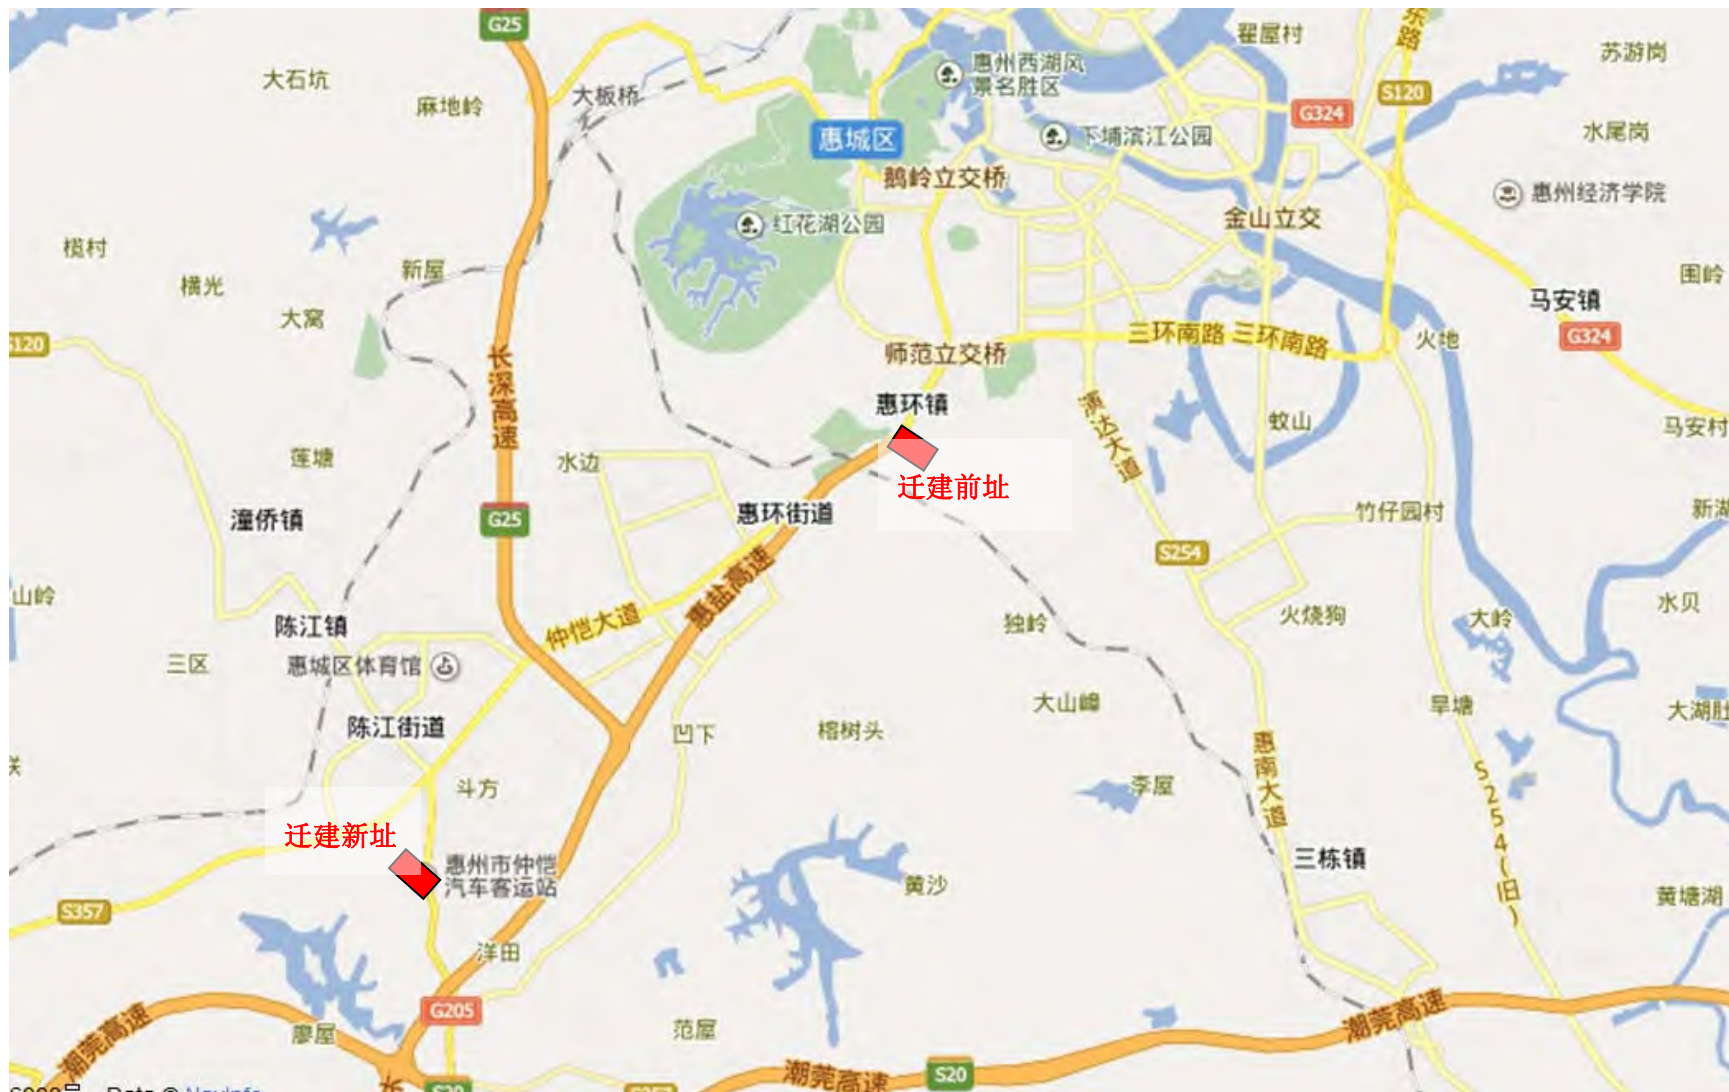 G25
东路
翟屋村
苏游岗
大石坑
麻地岭
大板桥
惠州西湖风
景名胜区
S120
G324
惠城区
下埔滨江公园
水尾岗
鹅岭立交桥
惠州经济学院
金山立交
红花湖公园
榄村
横光
新屋
大窝
围岭
马安镇
G324
火地
S120
三环南路 三环南路
师范立交桥
长深高速
惠环镇
演达大道
蚊山
马安村
莲塘
水边
迁建前址
潼侨镇
G25
惠环街道
竹仔园村
新湖
S254
惠盐高速
仲恺大道
山岭
陈江镇
独岭
火烧狗
大岭
水贝
三区
惠城区体育馆
大山嶂
旱塘
大湖肚
陈江街道
凹下
榕树头
惠南大道
斗方
李屋
S254(旧)
迁建新址
惠州市仲恺
汽车客运站
三栋镇
黄沙
黄塘湖
S357
洋田
G205
潮莞高速
廖屋
范屋
潮莞高速
潮莞高速
S20
S20
S357
Data © NavInfo